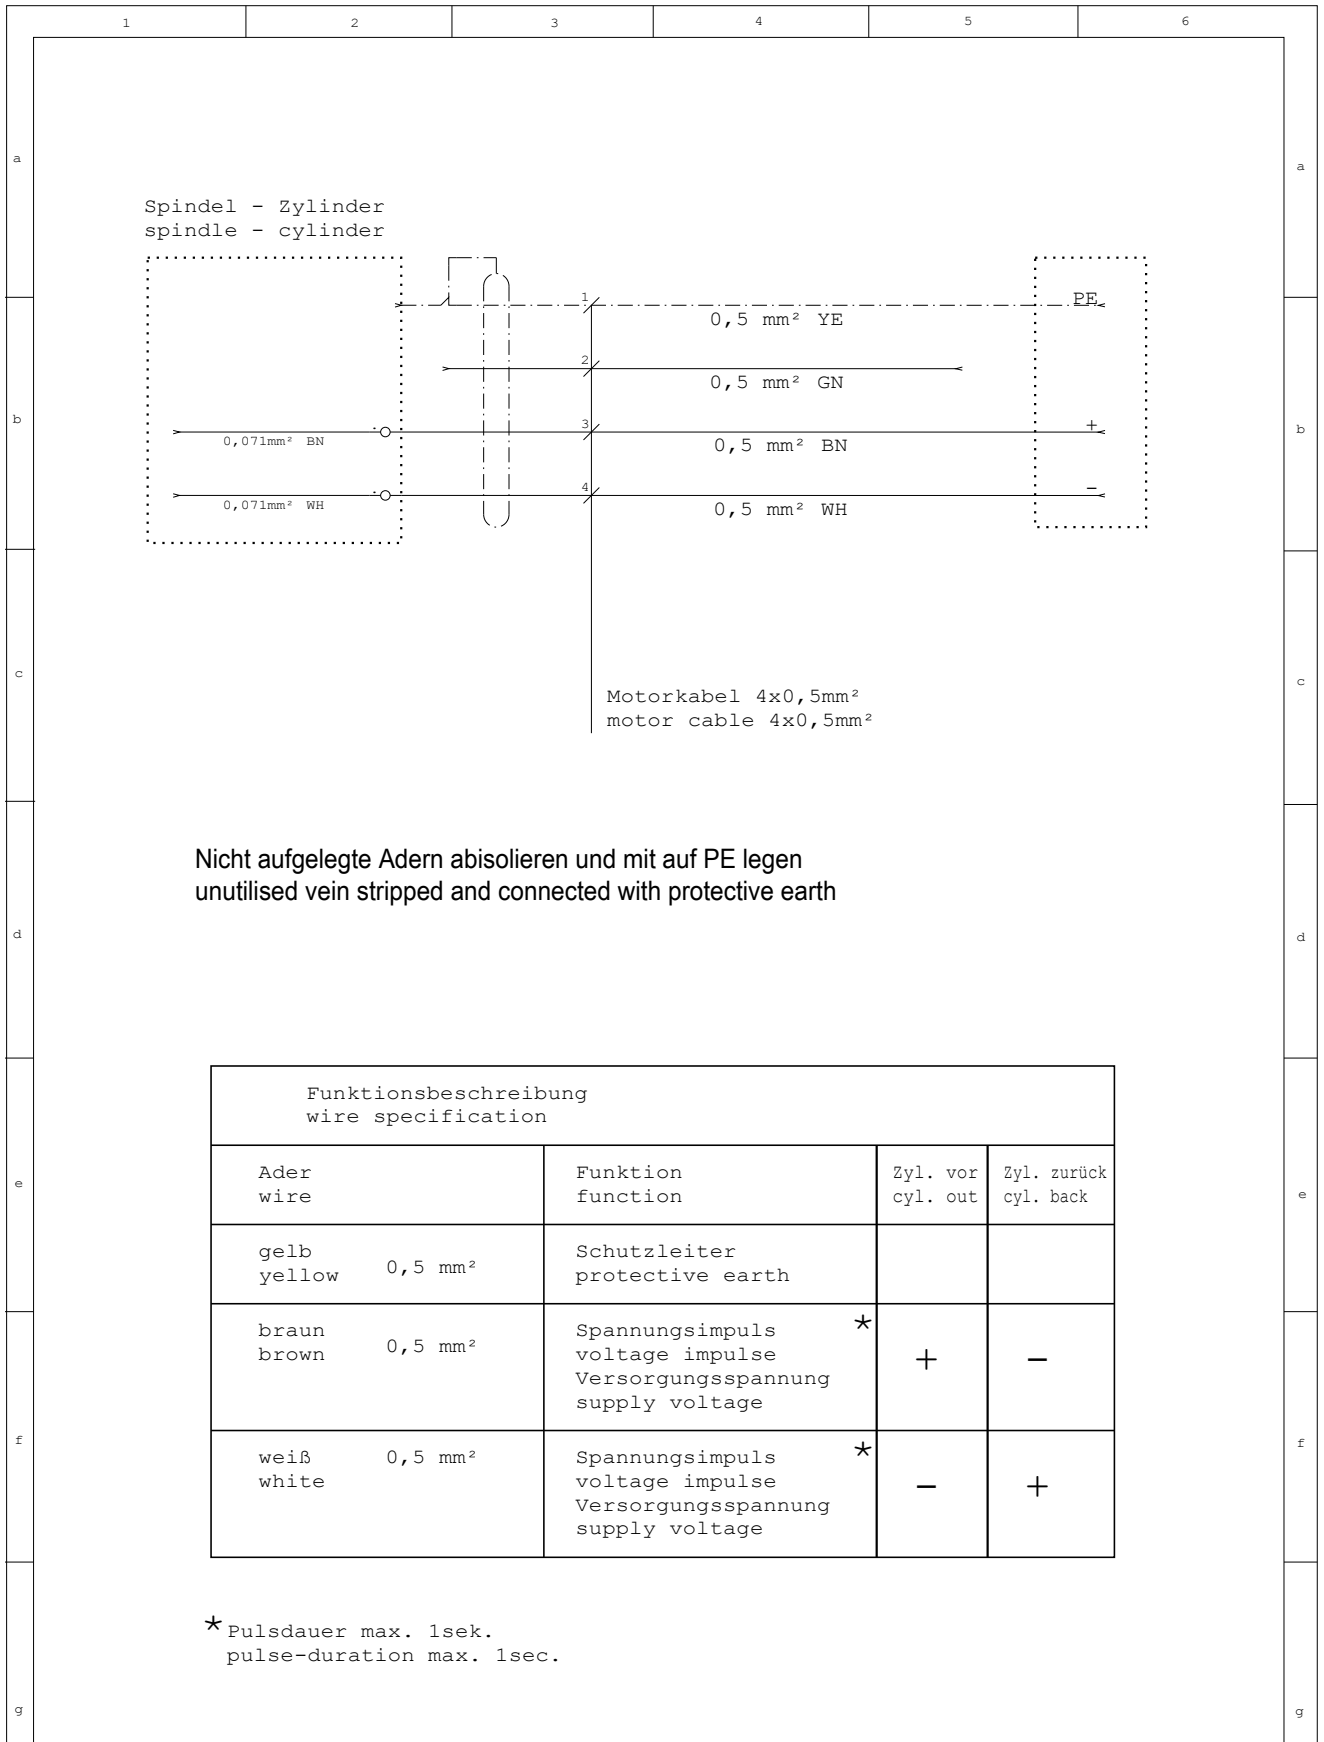 1 2 3 4 5 6
a a
Spindel - Zylinder
spindle - cylinder
1 PE
0,5 mm² YE
2
0,5 mm² GN
b b
3 +
0,071mm² BN 0,5 mm² BN
4 -
0,071mm² WH 0,5 mm² WH
c c
Motorkabel 4x0,5mm²
motor cable 4x0,5mm²
Nicht aufgelegte Adern abisolieren und mit auf PE legen
unutilised vein stripped and connected with protective earth
d d
Funktionsbeschreibung
wire specification
e e
Ader Funktion Zyl. vor Zyl. zurück
wire function cyl. out cyl. back
gelb 0,5 mm² Schutzleiter
yellow protective earth
braun 0,5 mm² Spannungsimpuls *
brown voltage impulse + -
Versorgungsspannung
supply voltage
f f
weiß 0,5 mm² Spannungsimpuls *
white voltage impulse - +
Versorgungsspannung
supply voltage
* Pulsdauer max. 1sek.
pulse-duration max. 1sec.
g g